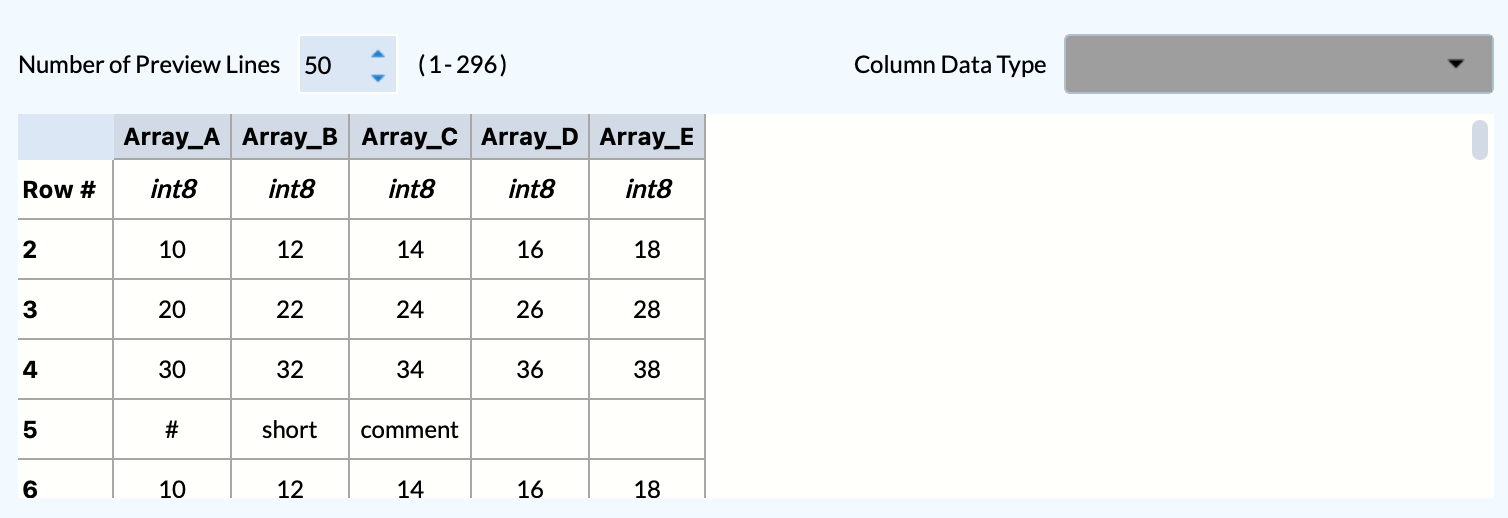 Number of Preview Lines 50 (1-296) Column Data Type
Array_A Array_B Array_C Array_D Array_E
Row # int8 int8 int8 int8 int8
2 10 12 14 16 18
3 20 22 24 26 28
4 30 32 34 36 38
5 # short comment
6 10 12 14 16 18